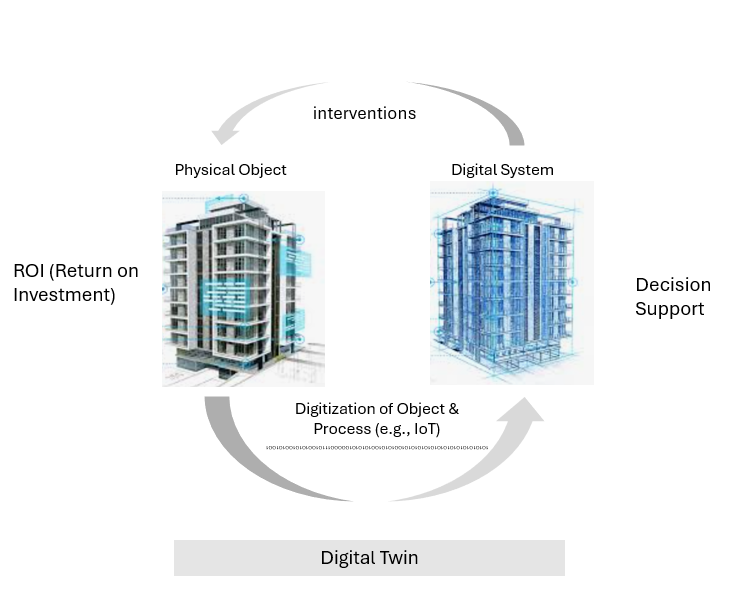 interventions
Physical Object
Digital System
ROI (Return on
Investment)
Decision
Support
Digitization of Object &
Process (e.g., IoT)
Digital Twin